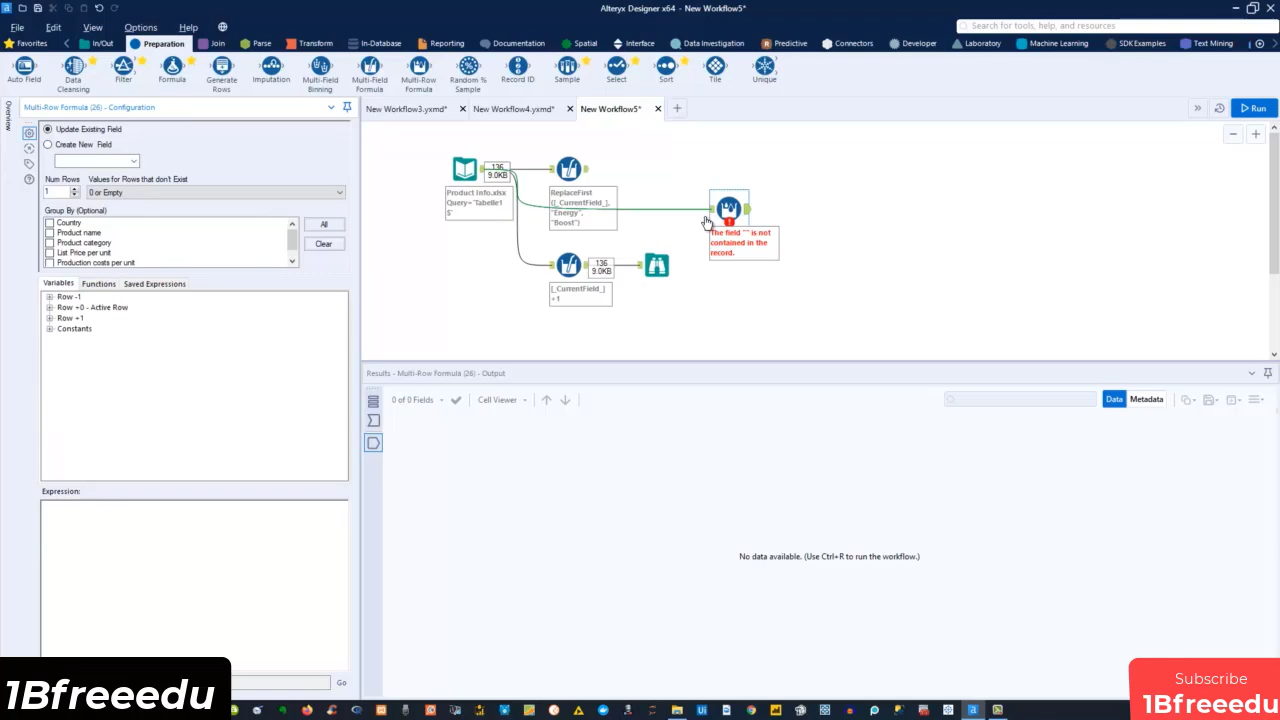 Alteryx Designer x64 - New Workflow5*
File Edit View Options Help
Search for tools, help, and resources
Favorites In/Out Preparation Join Parse Transform In-Database Reporting Documentation Spatial Interface Data Investigation Predictive Connectors Developer Laboratory Machine Learning SDK Examples Text Mining
Auto Field Data Cleansing Filter Formula Generate Rows Imputation Multi-Field Binning Multi-Field Formula Multi-Row Formula Random % Sample Record ID Sample Select Sort Tile Unique
Overview
Multi-Row Formula (26) - Configuration
New Workflow3.yxmd*
New Workflow4.yxmd*
New Workflow5*
Run
Update Existing Field
Create New Field
Num Rows
Values for Rows that don't Exist
1
0 or Empty
Group By (Optional)
Country
Product name
Product category
List Price per unit
Production costs per unit
All
Clear
Variables Functions Saved Expressions
Row -1
Row +0 - Active Row
Row +1
Constants
Expression:
Go
136
9.0KB
Product Info.xlsx
Query=`Tabelle1
$`
ReplaceFirst
([_CurrentField_],
"Energy",
"Boost")
The field "" is not
contained in the
record.
136
9.0KB
[_CurrentField_]
+1
Results - Multi-Row Formula (26) - Output
0 of 0 Fields
Cell Viewer
Data
Metadata
No data available. (Use Ctrl+R to run the workflow.)
1Bfreeedu
Subscribe
1Bfreeedu